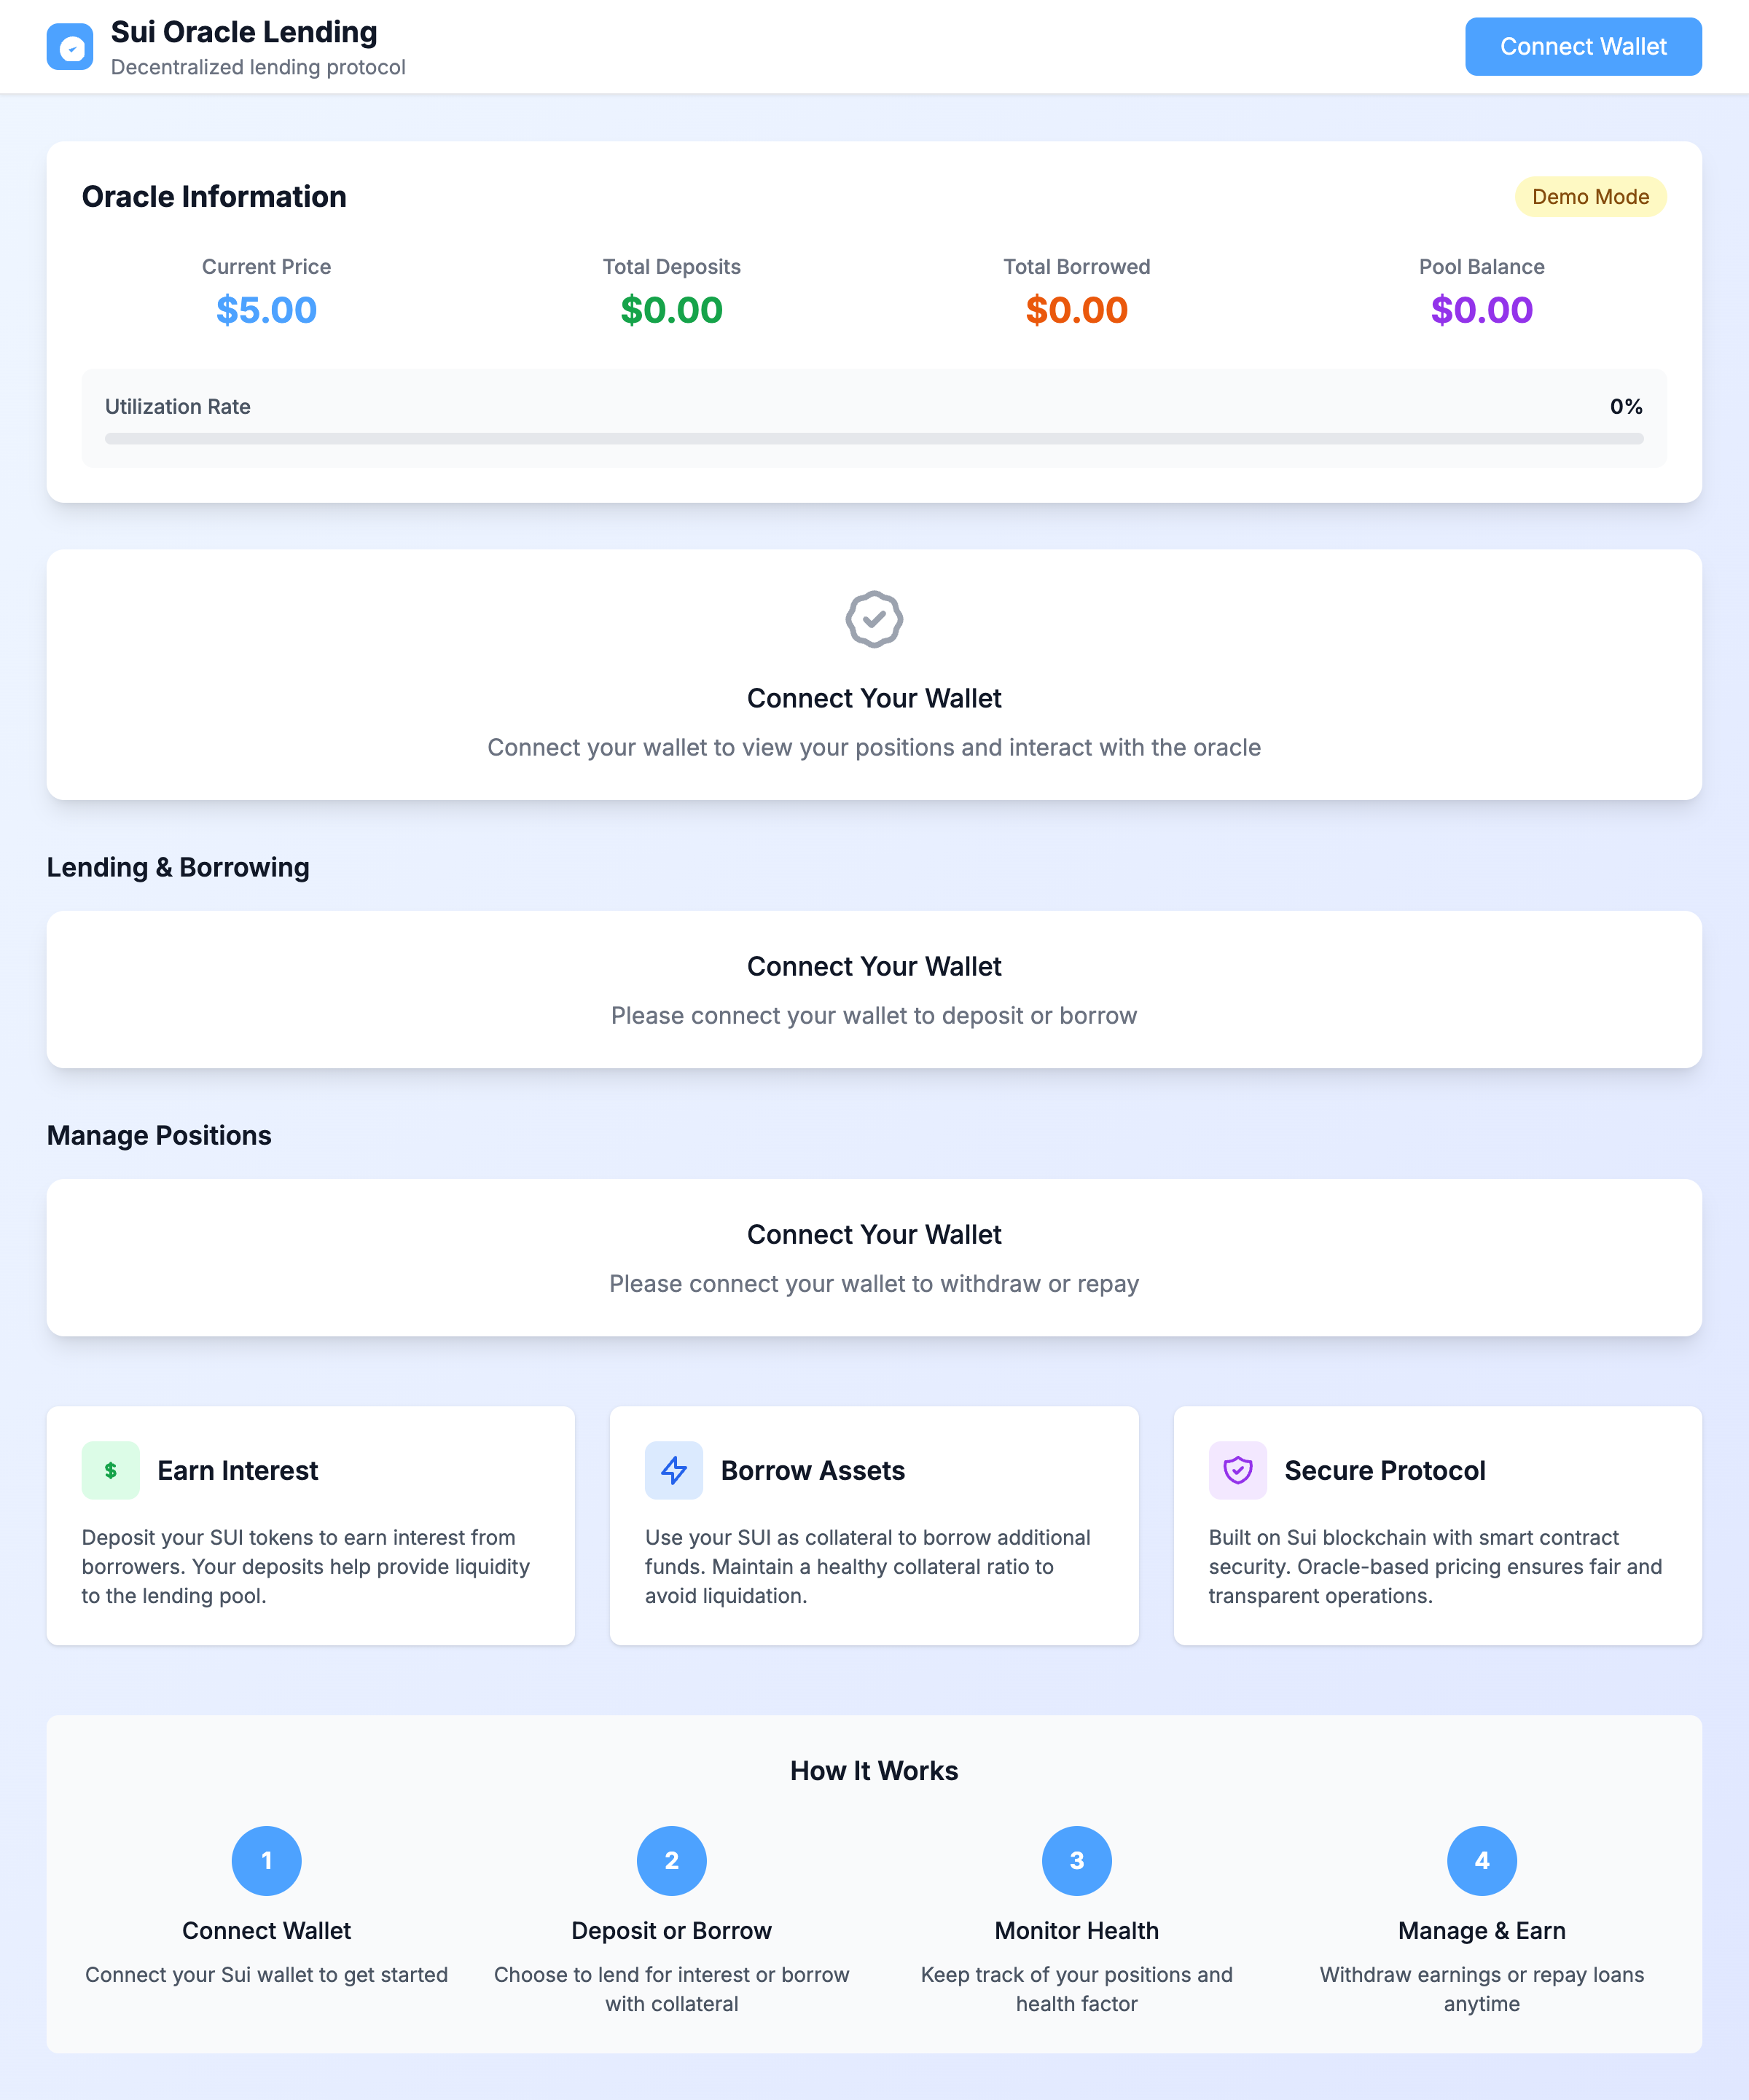 Sui Oracle Lending
Decentralized lending protocol
Connect Wallet
Oracle Information
Demo Mode
Current Price
$5.00
Total Deposits
$0.00
Total Borrowed
$0.00
Pool Balance
$0.00
Utilization Rate
0%
Connect Your Wallet
Connect your wallet to view your positions and interact with the oracle
Lending & Borrowing
Connect Your Wallet
Please connect your wallet to deposit or borrow
Manage Positions
Connect Your Wallet
Please connect your wallet to withdraw or repay
$
Earn Interest
Deposit your SUI tokens to earn interest from
borrowers. Your deposits help provide liquidity
to the lending pool.
Borrow Assets
Use your SUI as collateral to borrow additional
funds. Maintain a healthy collateral ratio to
avoid liquidation.
Secure Protocol
Built on Sui blockchain with smart contract
security. Oracle-based pricing ensures fair and
transparent operations.
How It Works
1
Connect Wallet
Connect your Sui wallet to get started
2
Deposit or Borrow
Choose to lend for interest or borrow
with collateral
3
Monitor Health
Keep track of your positions and
health factor
4
Manage & Earn
Withdraw earnings or repay loans
anytime